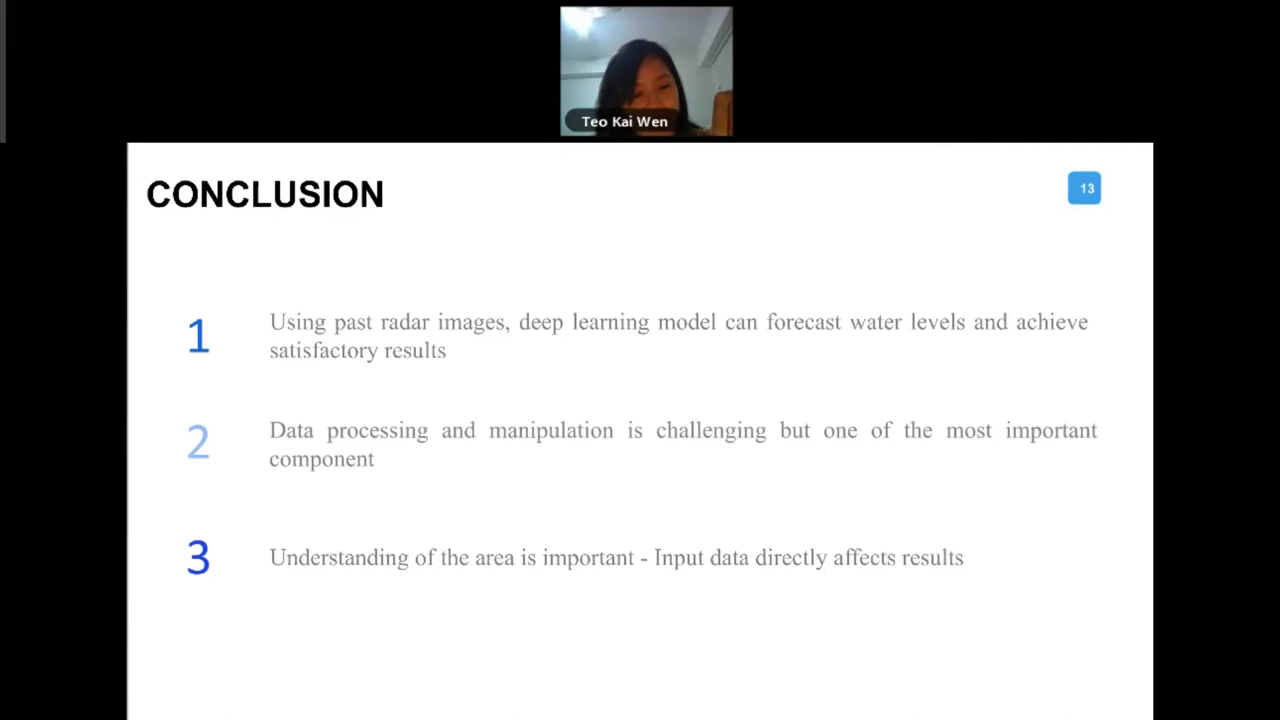 Teo Kai Wen
CONCLUSION
13
1
Using past radar images, deep learning model can forecast water levels and achieve
satisfactory results
2
Data processing and manipulation is challenging but one of the most important
component
3
Understanding of the area is important - Input data directly affects results